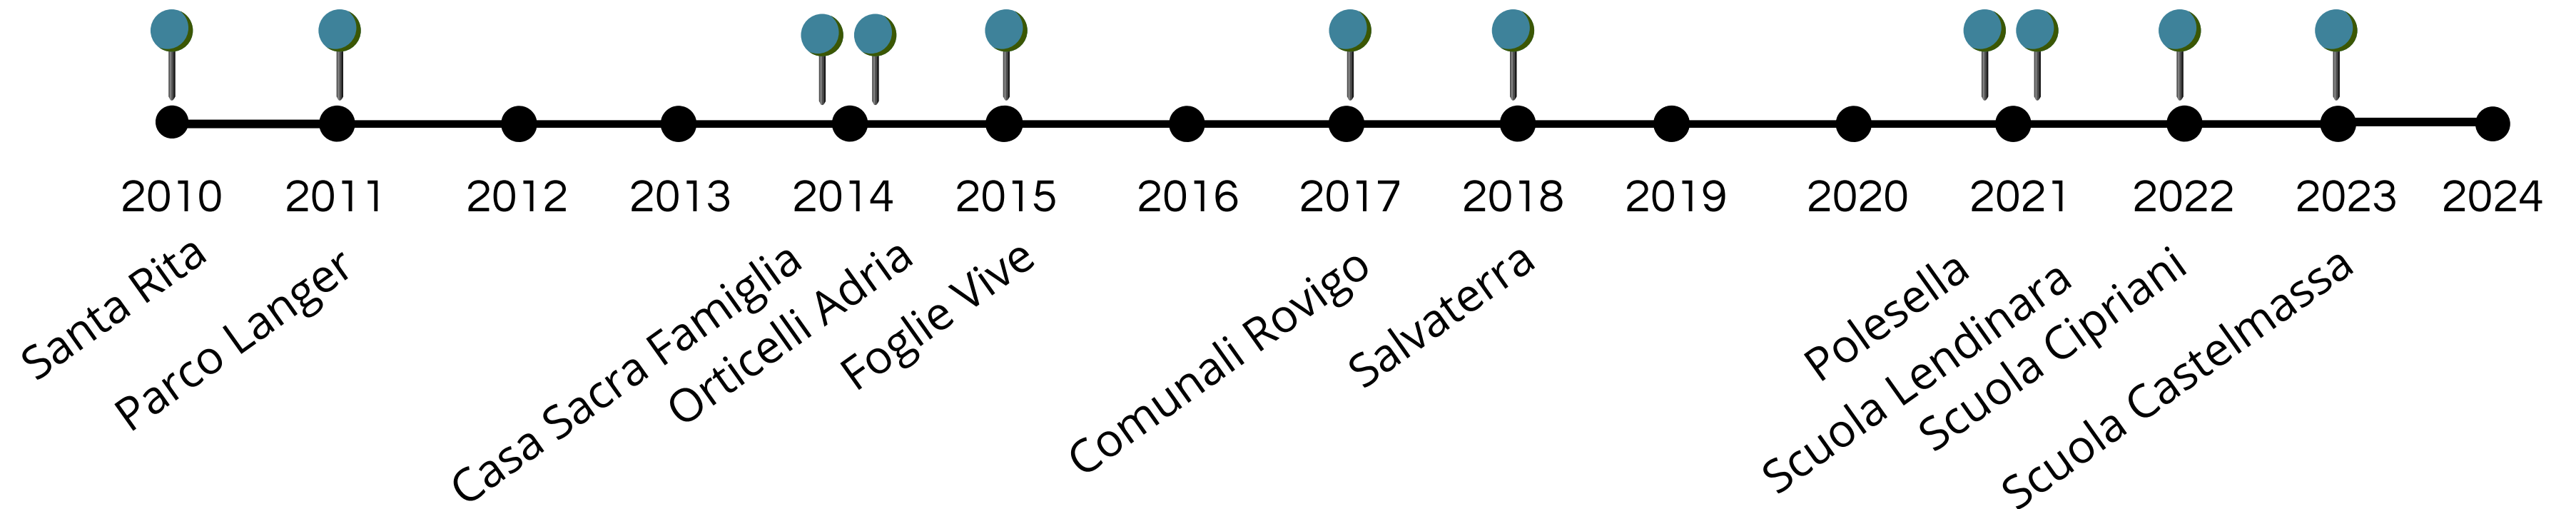 2010 2011 2012 2013 2014 2015 2016 2017 2018 2019 2020 2021 2022 2023 2024
Santa Rita
Parco Langer
Casa Sacra Famiglia
Orticelli Adria
Foglie Vive
Comunali Rovigo
Salvaterra
Polesella
Scuola Lendinara
Scuola Cipriani
Scuola Castelmassa